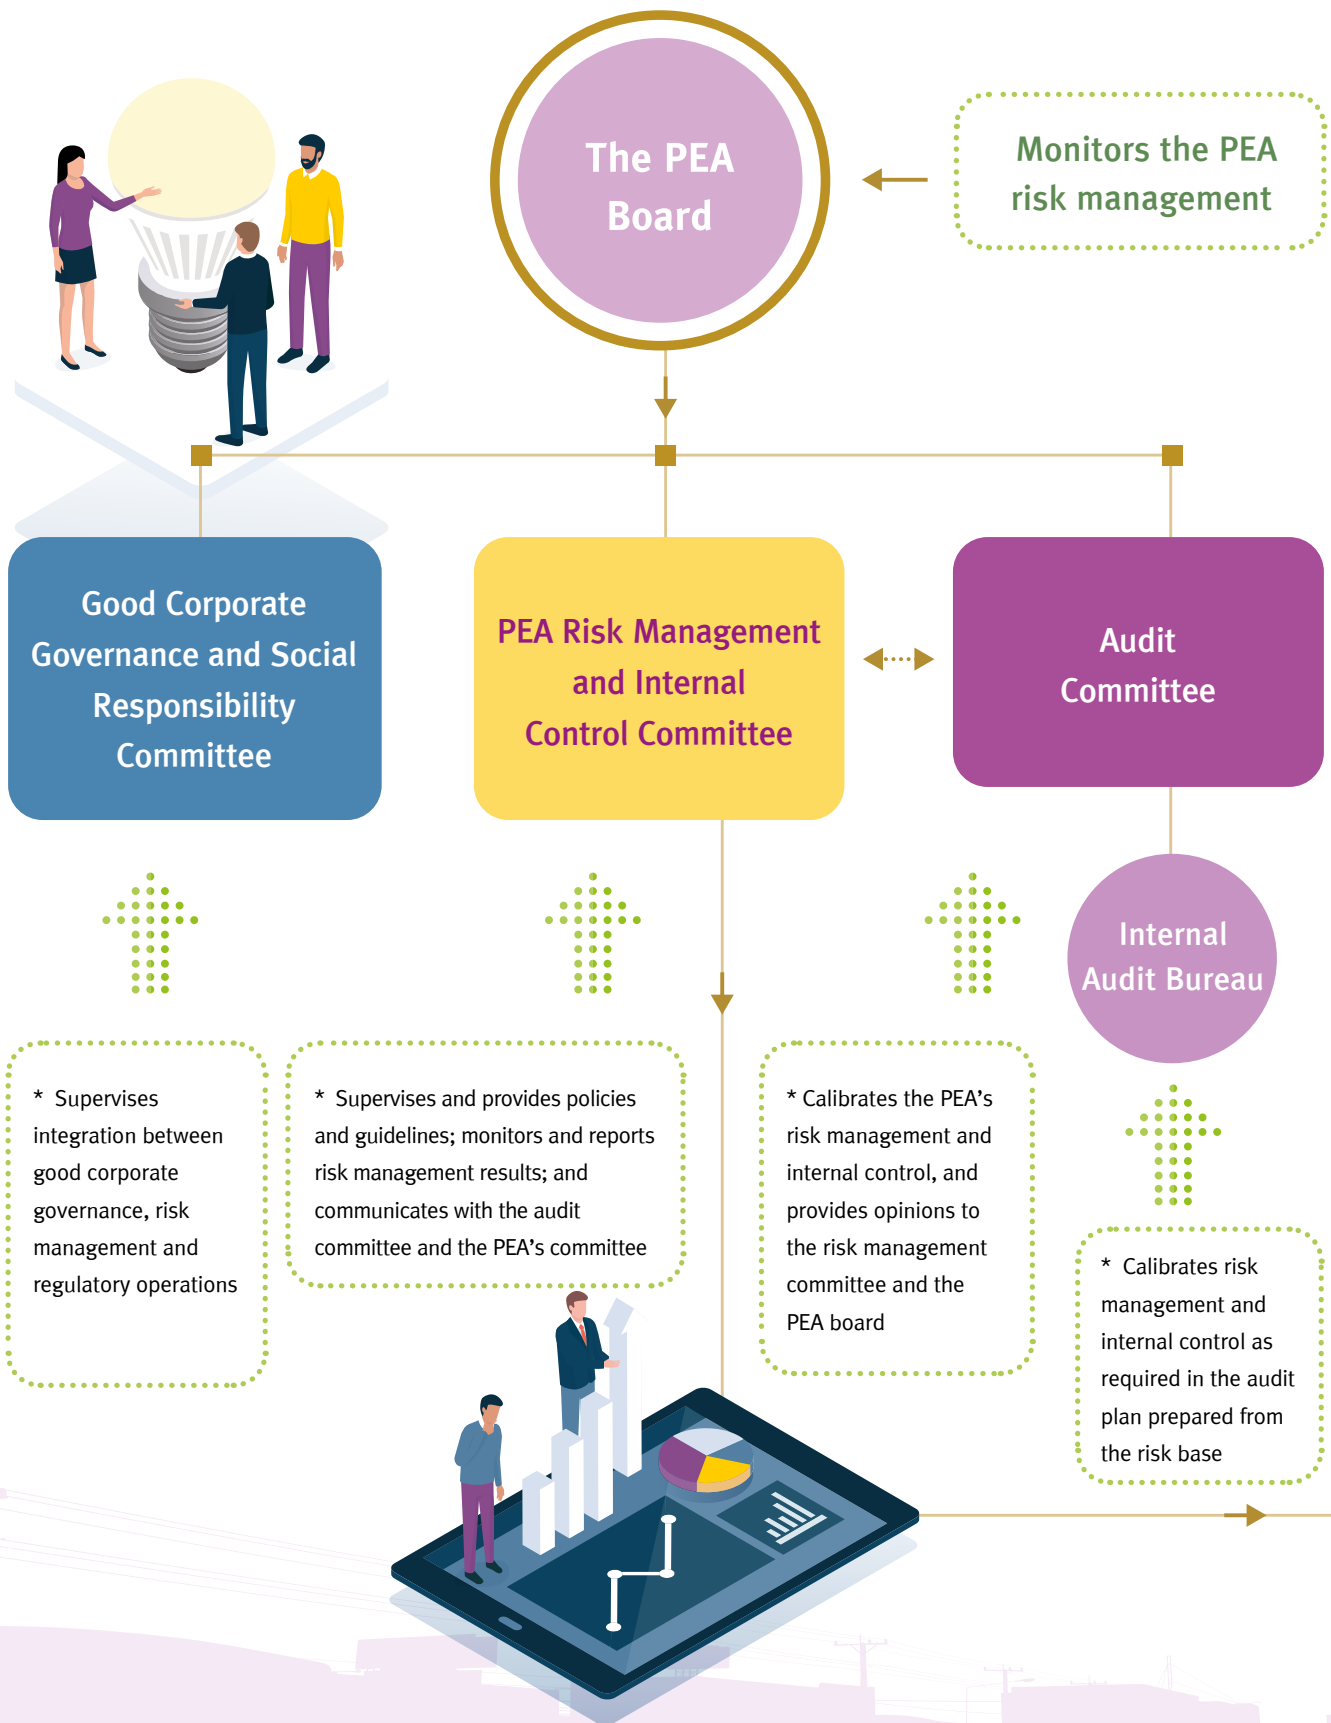 The PEA
Board
Monitors the PEA
risk management
Good Corporate
Governance and Social
Responsibility
Committee
PEA Risk Management
and Internal
Control Committee
Audit
Committee
Internal
Audit Bureau
* Supervises
integration between
good corporate
governance, risk
management and
regulatory operations
* Supervises and provides policies
and guidelines; monitors and reports
risk management results; and
communicates with the audit
committee and the PEA’s committee
* Calibrates the PEA’s
risk management and
internal control, and
provides opinions to
the risk management
committee and the
PEA board
* Calibrates risk
management and
internal control as
required in the audit
plan prepared from
the risk base